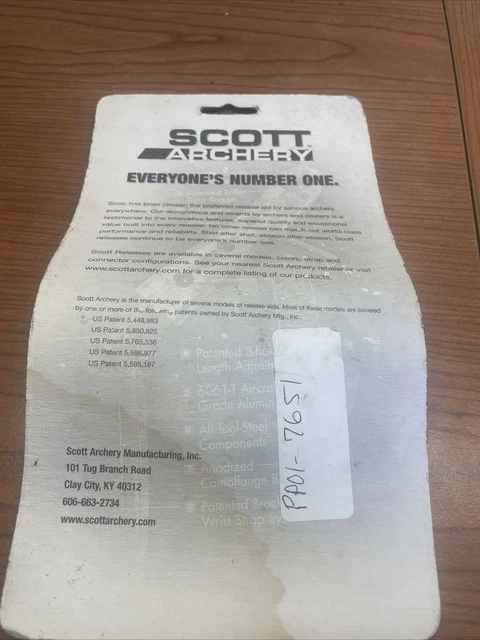 SCOTT
ARCHERY
EVERYONE'S NUMBER ONE.
Scott has been chosen the preferred release aid by serious archers
everywhere. Our recognitions and awards by archers and dealers is a
testimonial to the innovative features, superior quality and exceptional
value built into every release. No other release can match our world-class
performance and reliability. Shot after shot, season after season, Scott
releases continue to be everyone's number one.
Scott Releases are available in several models, colors, strap and
connector configurations. See your nearest Scott Archery retailer or visit
www.scottarchery.com for a complete listing of our products.
Scott Archery is the manufacturer of several models of release aids. Most of these models are covered
by one or more of the following patents owned by Scott Archery Mfg., Inc.:
US Patent 5,448,983
US Patent 5,850,825
US Patent 5,765,536
US Patent 5,596,977
US Patent 5,595,167
Patented 3-hol
Length Adjustm
6061-T Aircra
Grade Alumin
6 All Tool-Steel
Components
7 Anodized
Camoflange B
8 Patented Brac
Wrist Strap Sy
PA01-7651
Scott Archery Manufacturing, Inc.
101 Tug Branch Road
Clay City, KY 40312
606-663-2734
www.scottarchery.com